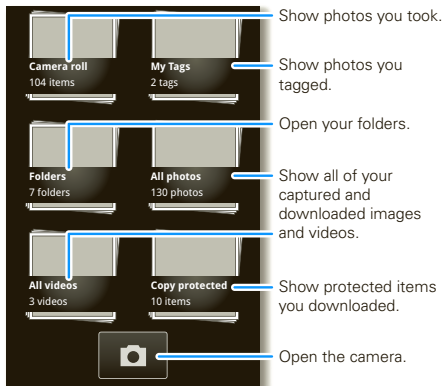 Camera roll
104 items
My Tags
2 tags
Folders
7 folders
All photos
130 photos
All videos
3 videos
Copy protected
10 items
Show photos you took.
Show photos you
tagged.
Open your folders.
Show all of your
captured and
downloaded images
and videos.
Show protected items
you downloaded.
Open the camera.